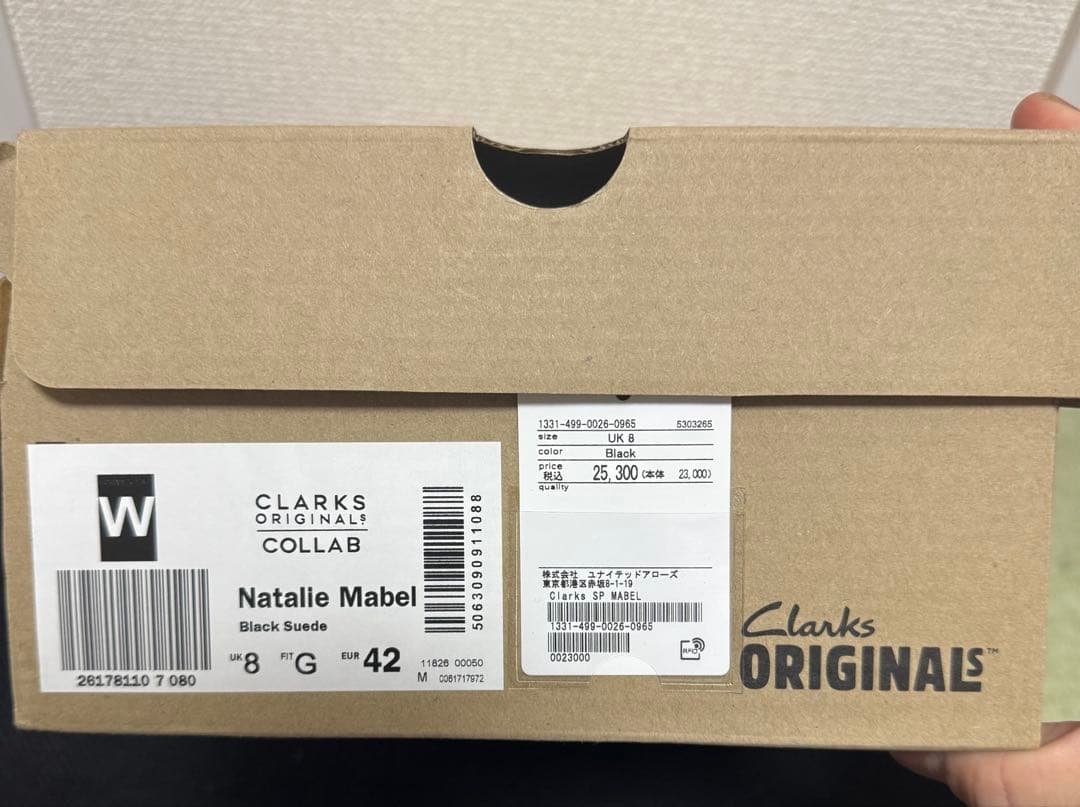 W
CLARKS
ORIGINALS
COLLAB
Natalie Mabel
Black Suede
UK 8 FIT G EUR 42
11826 00050
M 0061717972
26178110 7 080
5063090911088
1331-499-0026-0965 5303265
size UK 8
color Black
price
税込 25,300 (本体 23,000)
quality
株式会社 ユナイテッドアローズ
東京都港区赤坂8-1-19
Clarks SP MABEL
1331-499-0026-0965
0023000
RFID
Clarks
ORIGINALS™